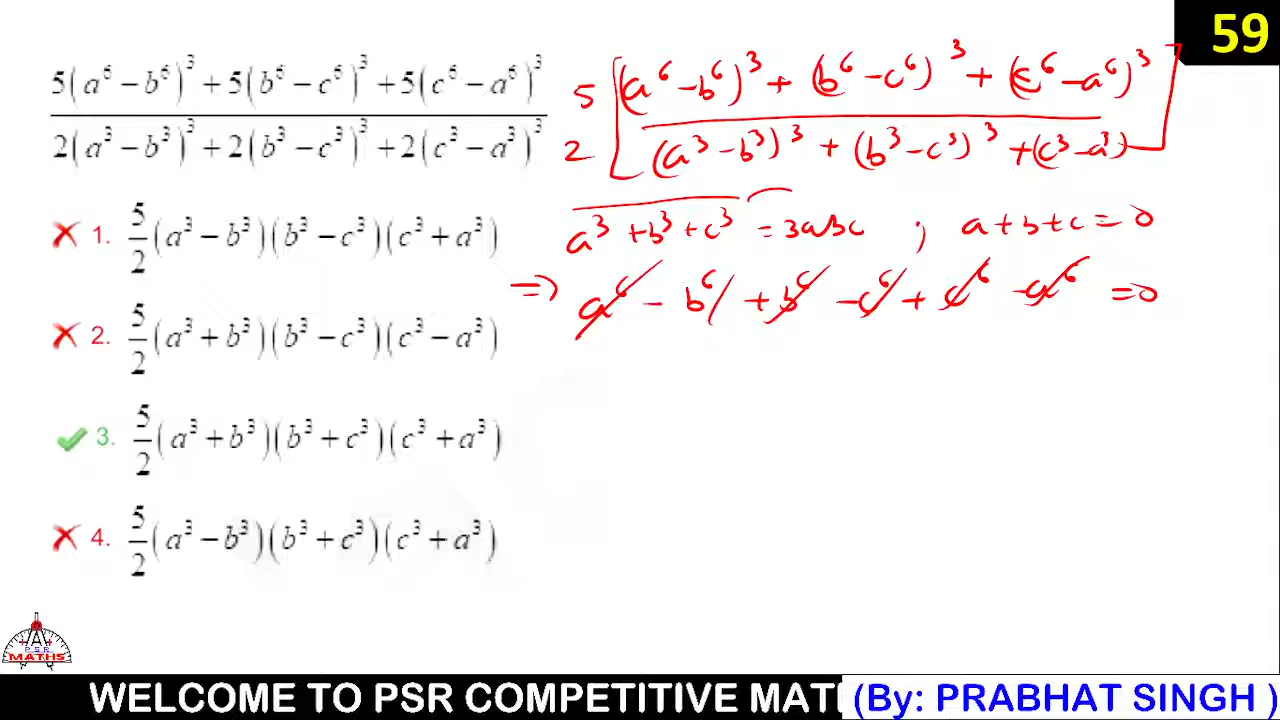 59
5(a⁶ − b⁶)³ + 5(b⁶ − c⁶)³ + 5(c⁶ − a⁶)³
2(a³ − b³)³ + 2(b³ − c³)³ + 2(c³ − a³)³
5 [(a⁶ − b⁶)³ + (b⁶ − c⁶)³ + (c⁶ − a⁶)³
2 (a³ − b³)³ + (b³ − c³)³ + (c³ − a³)]
a³ + b³ + c³ = 3abc ; a + b + c = 0
⇒ a⁶ − b⁶ + b⁶ − c⁶ + c⁶ − a⁶ = 0
1. 5/2 (a³ − b³)(b³ − c³)(c³ + a³)
2. 5/2 (a³ + b³)(b³ − c³)(c³ − a³)
3. 5/2 (a³ + b³)(b³ + c³)(c³ + a³)
4. 5/2 (a³ − b³)(b³ + c³)(c³ + a³)
PSR
MATHS
WELCOME TO PSR COMPETITIVE MAT
(By: PRABHAT SINGH )